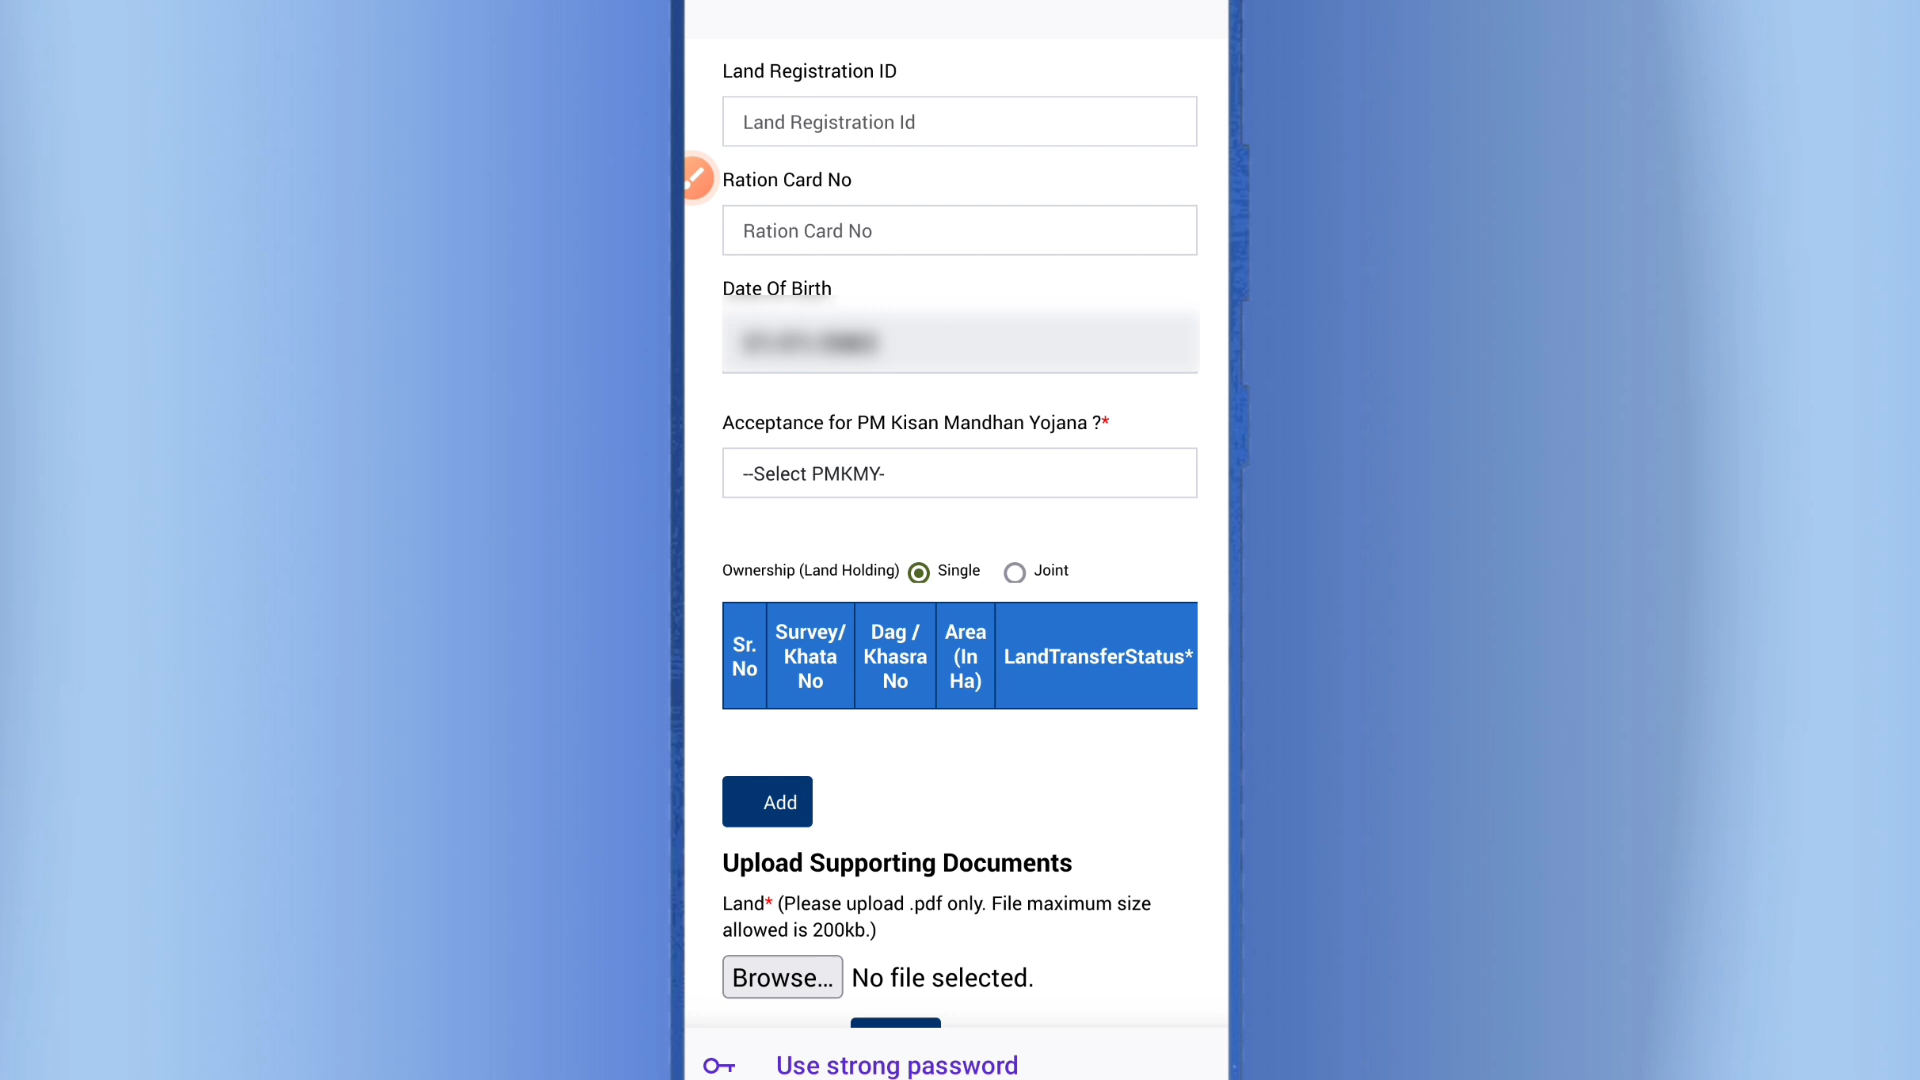 Land Registration ID
Land Registration Id
Ration Card No
Ration Card No
Date Of Birth
Acceptance for PM Kisan Mandhan Yojana ?*
--Select PMKMY-
Ownership (Land Holding) Single Joint
Sr. No Survey/ Khata No Dag / Khasra No Area (In Ha) LandTransferStatus*
Add
Upload Supporting Documents
Land* (Please upload .pdf only. File maximum size
allowed is 200kb.)
Browse... No file selected.
Use strong password